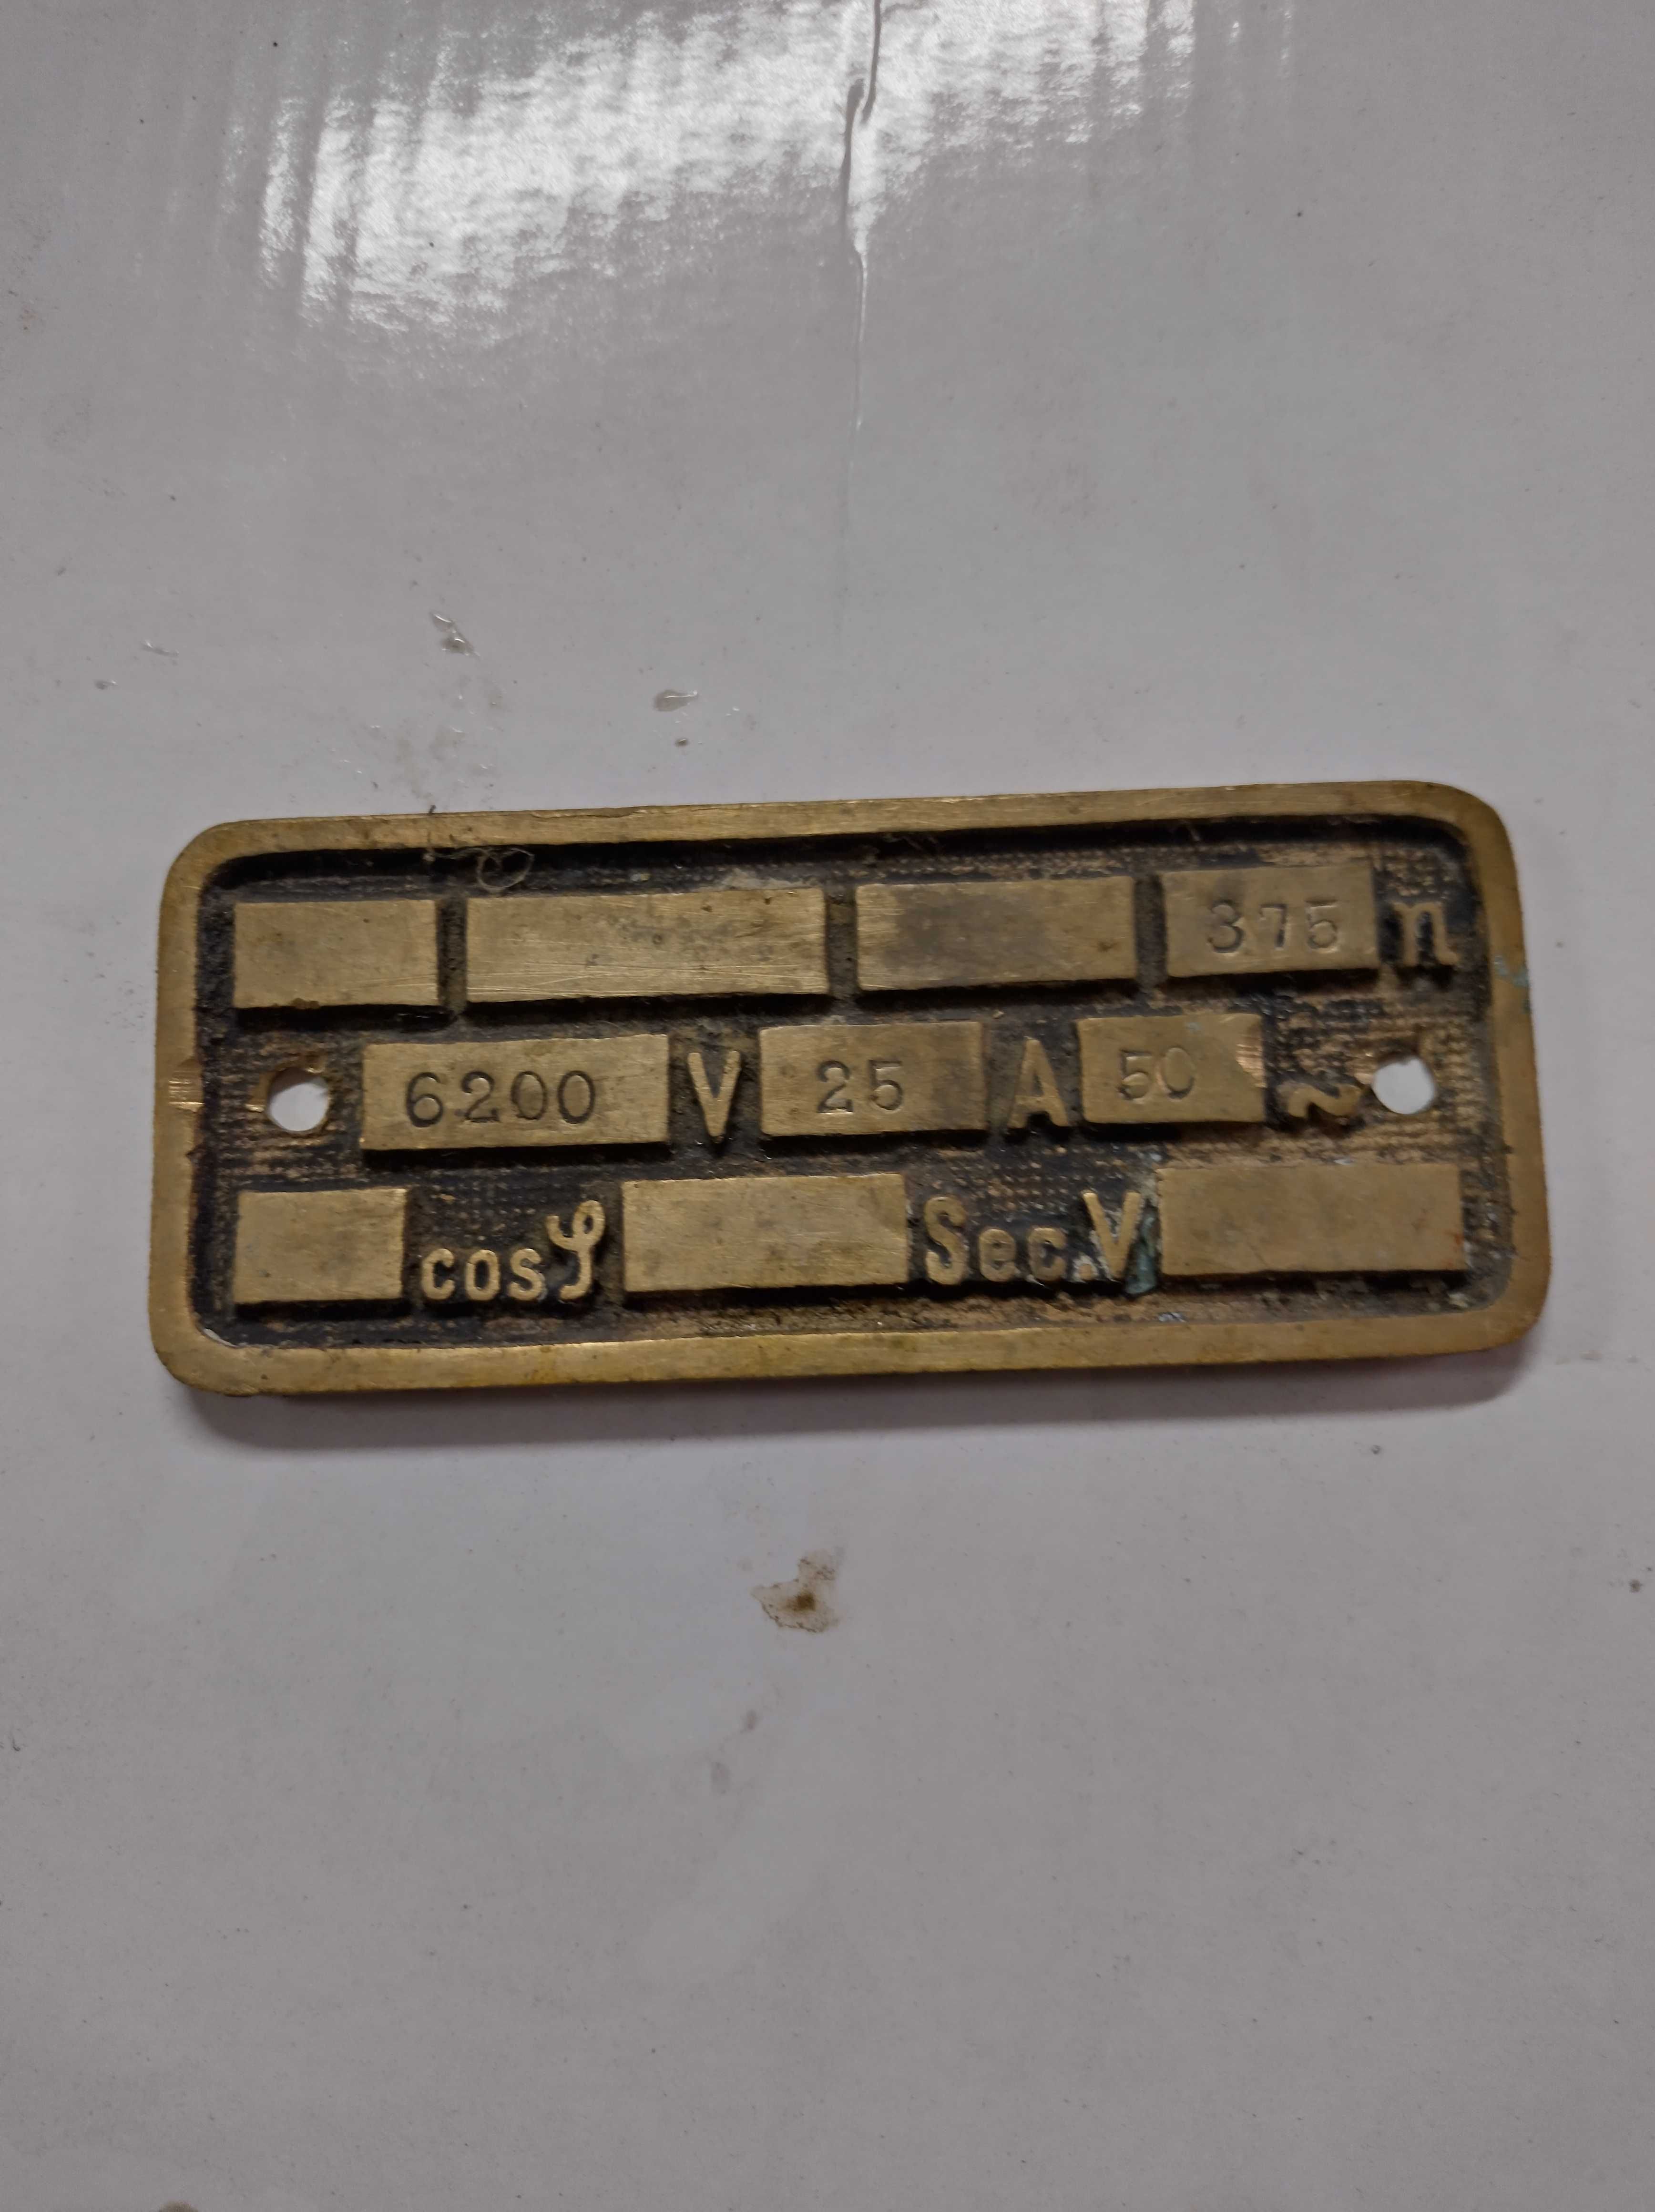 375 n
6200 V 25 A 50 ~
cos φ Sec. V